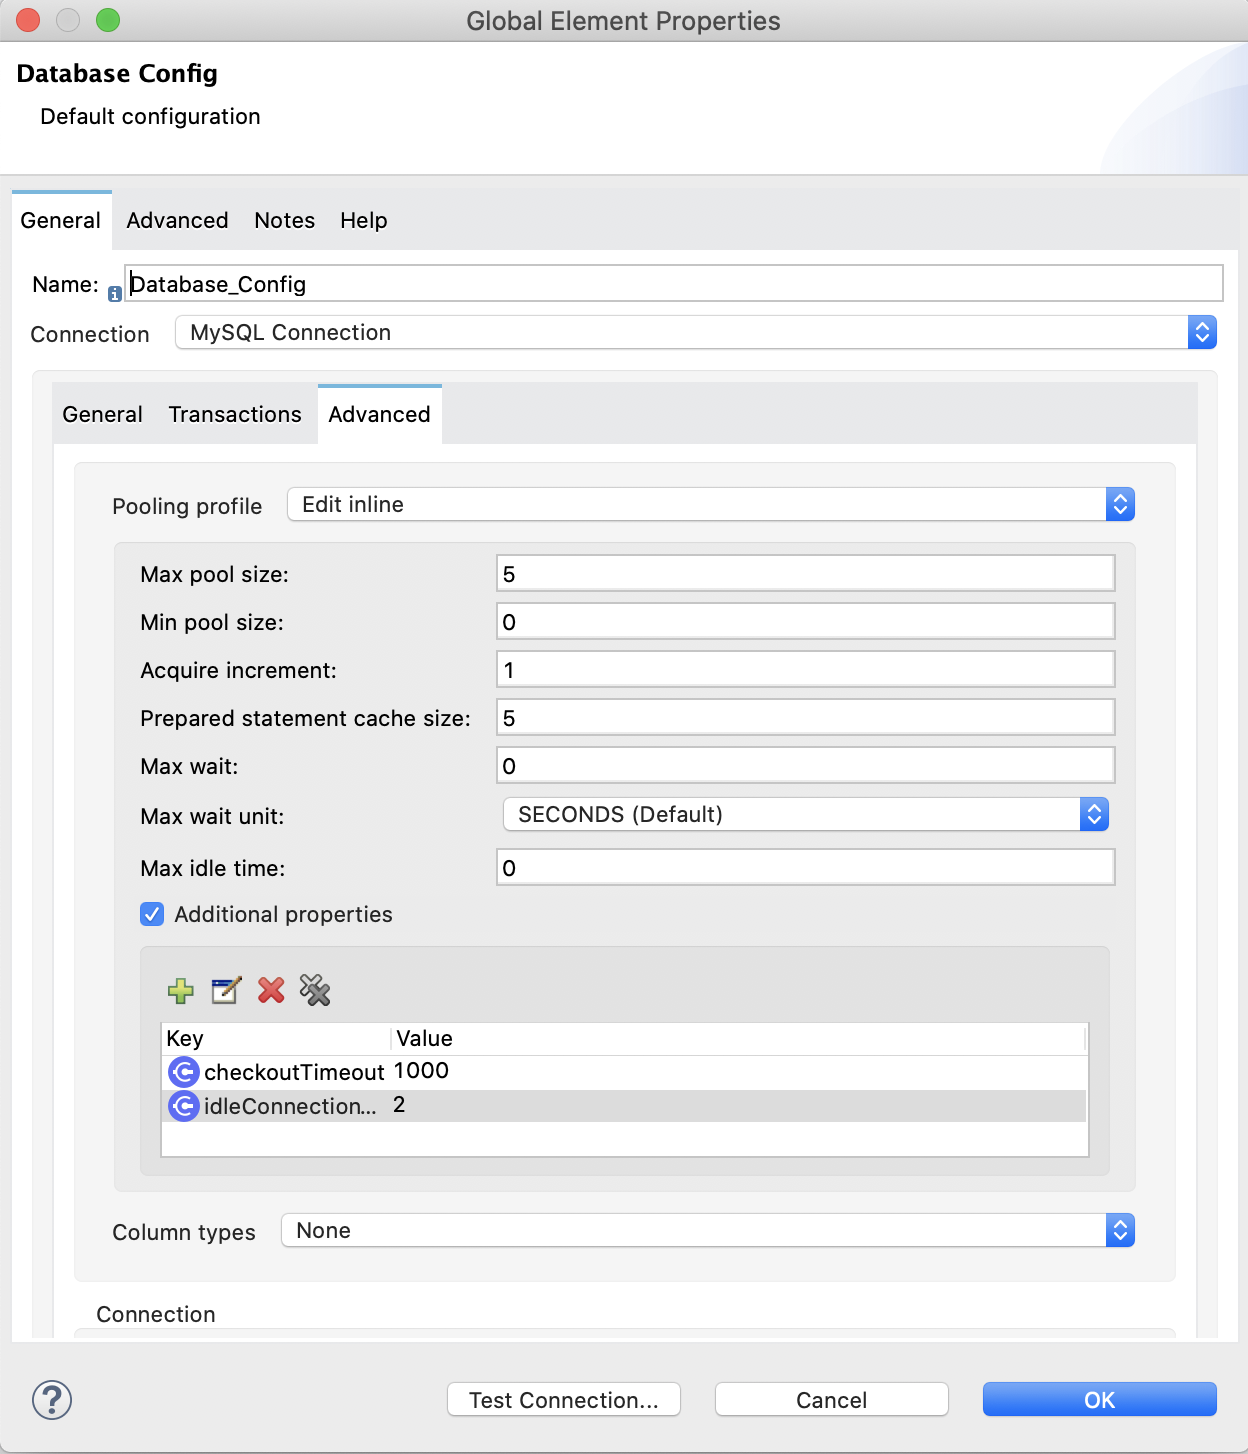 Global Element Properties
Database Config
Default configuration
General Advanced Notes Help
Name: Database_Config
Connection MySQL Connection
General Transactions Advanced
Pooling profile Edit inline
Max pool size: 5
Min pool size: 0
Acquire increment: 1
Prepared statement cache size: 5
Max wait: 0
Max wait unit: SECONDS (Default)
Max idle time: 0
Additional properties
Key Value
checkoutTimeout 1000
idleConnection... 2
Column types None
Connection
? Test Connection... Cancel OK